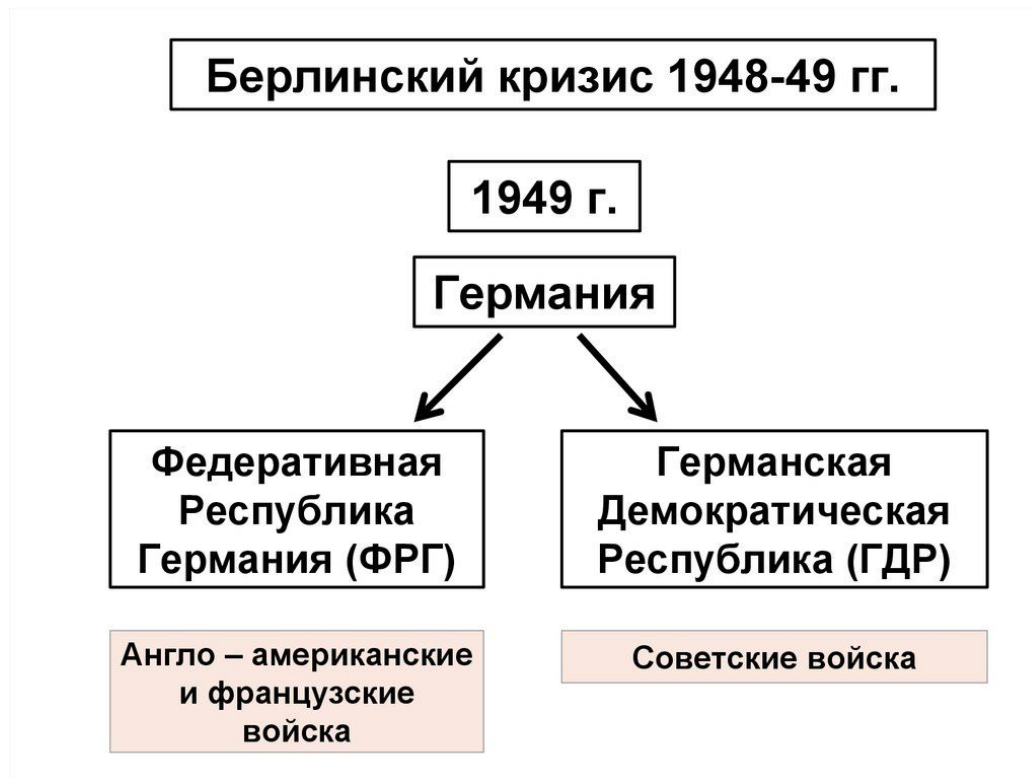 Берлинский кризис 1948-49 гг.
1949 г.
Германия
Федеративная
Республика
Германия (ФРГ)
Германская
Демократическая
Республика (ГДР)
Англо – американские
и французские
войска
Советские войска